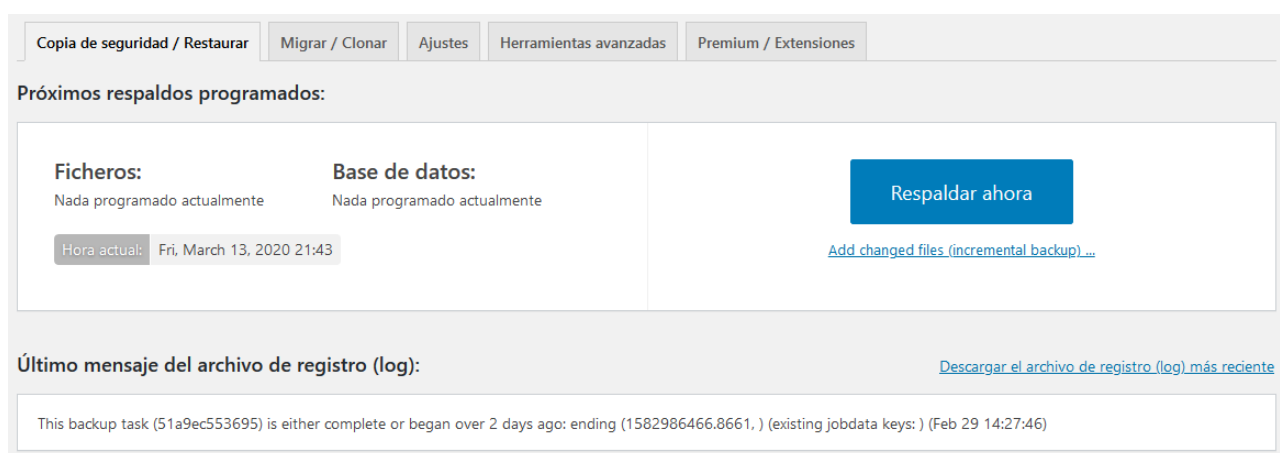 Copia de seguridad / Restaurar Migrar / Clonar Ajustes Herramientas avanzadas Premium / Extensiones
Próximos respaldos programados:
Ficheros: Base de datos:
Nada programado actualmente Nada programado actualmente
Hora actual: Fri, March 13, 2020 21:43
Respaldar ahora
Add changed files (incremental backup) ...
Último mensaje del archivo de registro (log): Descargar el archivo de registro (log) más reciente
This backup task (51a9ec553695) is either complete or began over 2 days ago: ending (1582986466.8661, ) (existing jobdata keys: ) (Feb 29 14:27:46)